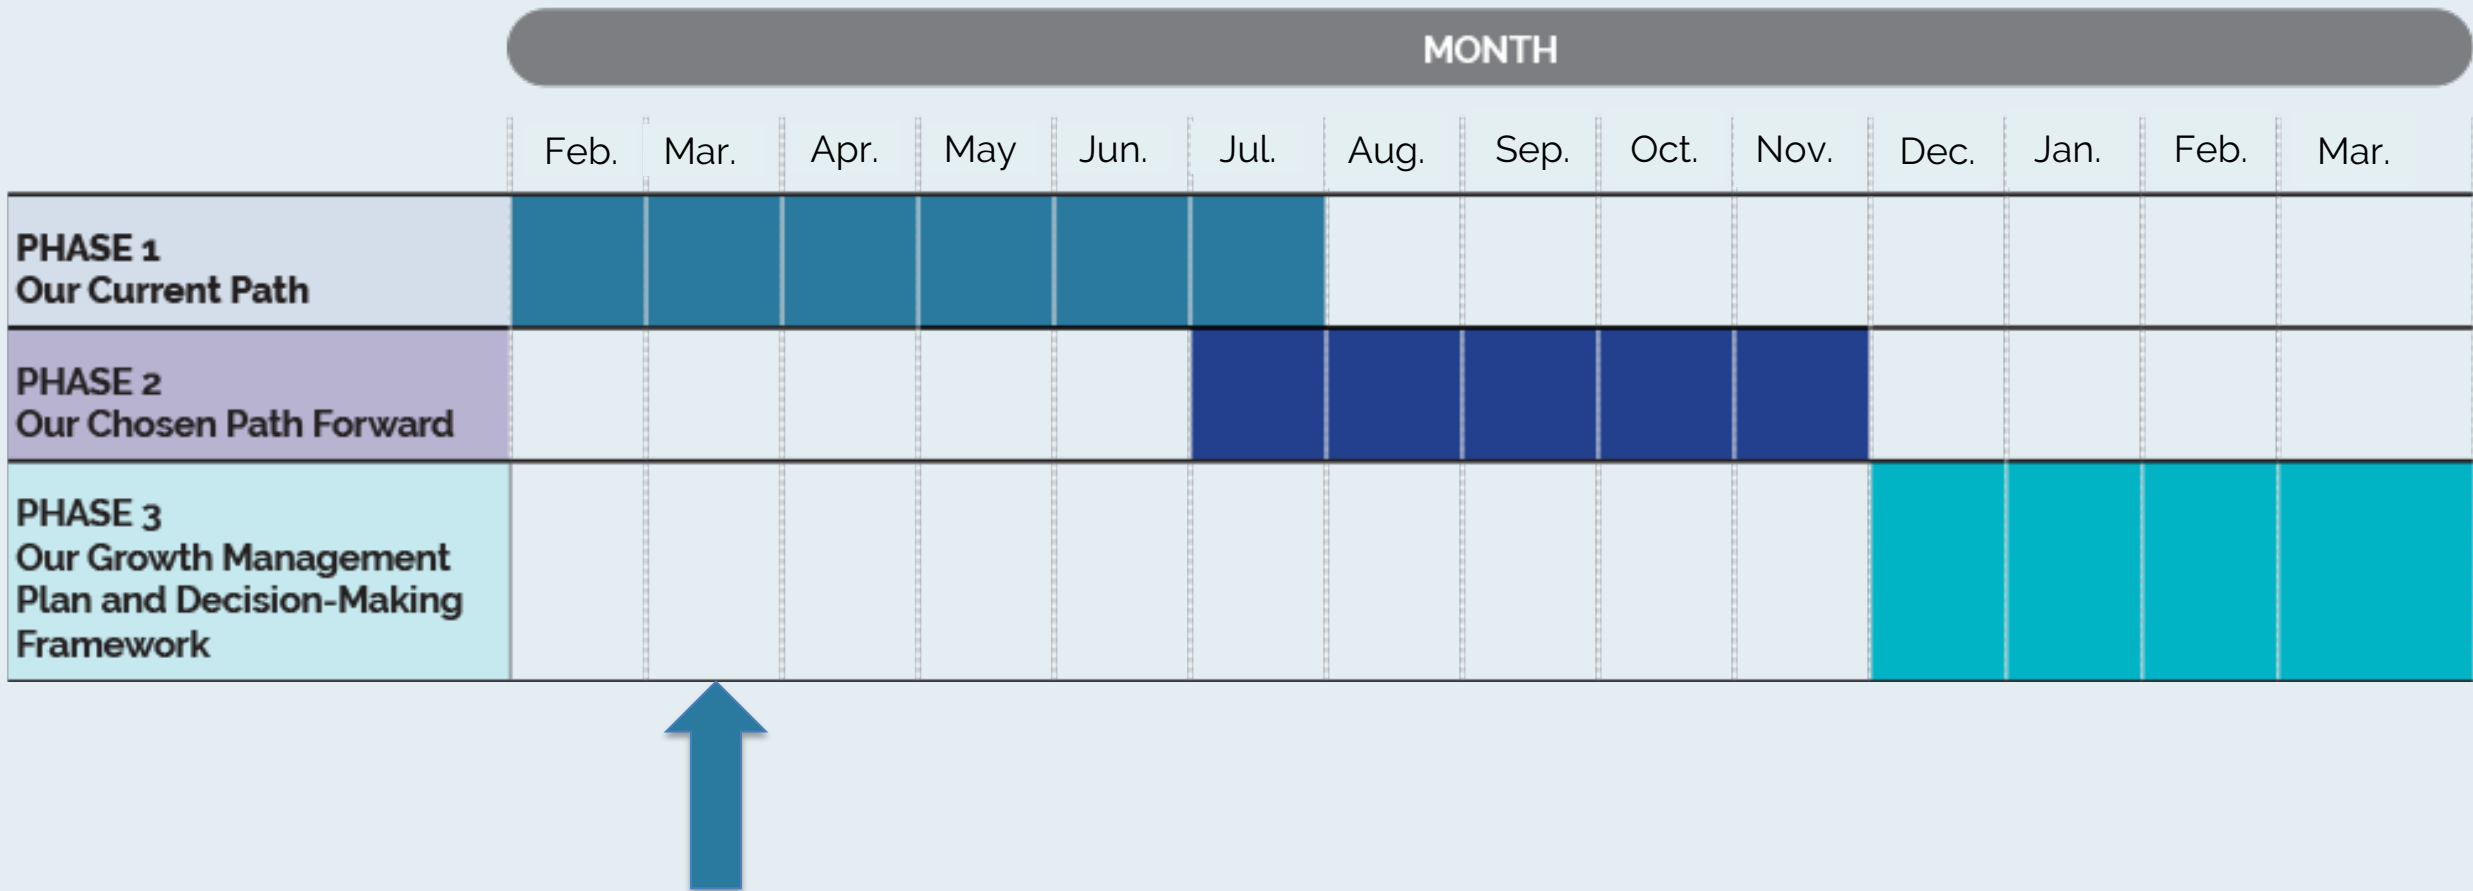 MONTH
Feb. Mar. Apr. May Jun. Jul. Aug. Sep. Oct. Nov. Dec. Jan. Feb. Mar.
PHASE 1
Our Current Path
PHASE 2
Our Chosen Path Forward
PHASE 3
Our Growth Management
Plan and Decision-Making
Framework